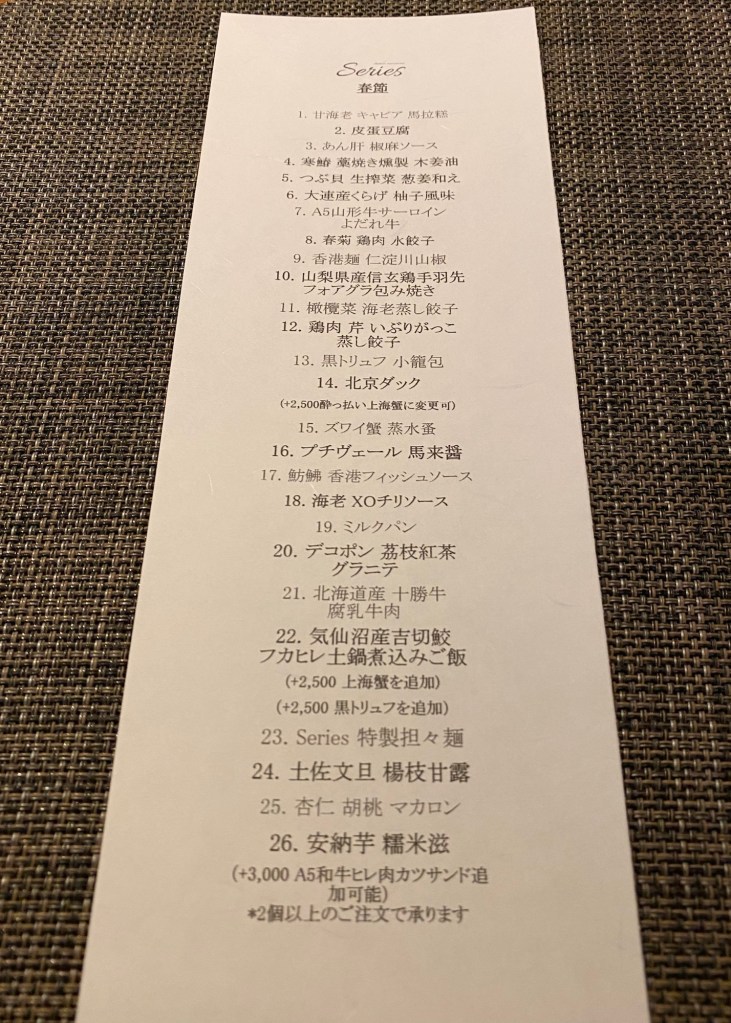 Series
春節
1. 甘海老 キャビア 馬拉糕
2. 皮蛋豆腐
3. あん肝 椒麻ソース
4. 寒鰆 藁焼き燻製 木姜油
5. つぶ貝 生搾菜 葱姜和え
6. 大連産くらげ 柚子風味
7. A5山形牛サーロイン
よだれ牛
8. 春菊 鶏肉 水餃子
9. 香港麺 仁淀川山椒
10. 山梨県産信玄鶏手羽先
フォアグラ包み焼き
11. 橄欖菜 海老蒸し餃子
12. 鶏肉 芹 いぶりがっこ
蒸し餃子
13. 黒トリュフ 小籠包
14. 北京ダック
(+2,500酔っ払い上海蟹に変更可)
15. ズワイ蟹 蒸水蛋
16. プチヴェール 馬来醤
17. 魴鮄 香港フィッシュソース
18. 海老 XOチリソース
19. ミルクパン
20. デコポン 荔枝紅茶
グラニテ
21. 北海道産 十勝牛
腐乳牛肉
22. 気仙沼産吉切鮫
フカヒレ土鍋煮込みご飯
(+2,500 上海蟹を追加)
(+2,500 黒トリュフを追加)
23. Series 特製担々麺
24. 土佐文旦 楊枝甘露
25. 杏仁 胡桃 マカロン
26. 安納芋 糯米滋
(+3,000 A5和牛ヒレ肉カツサンド追
加可能)
*2個以上のご注文で承ります